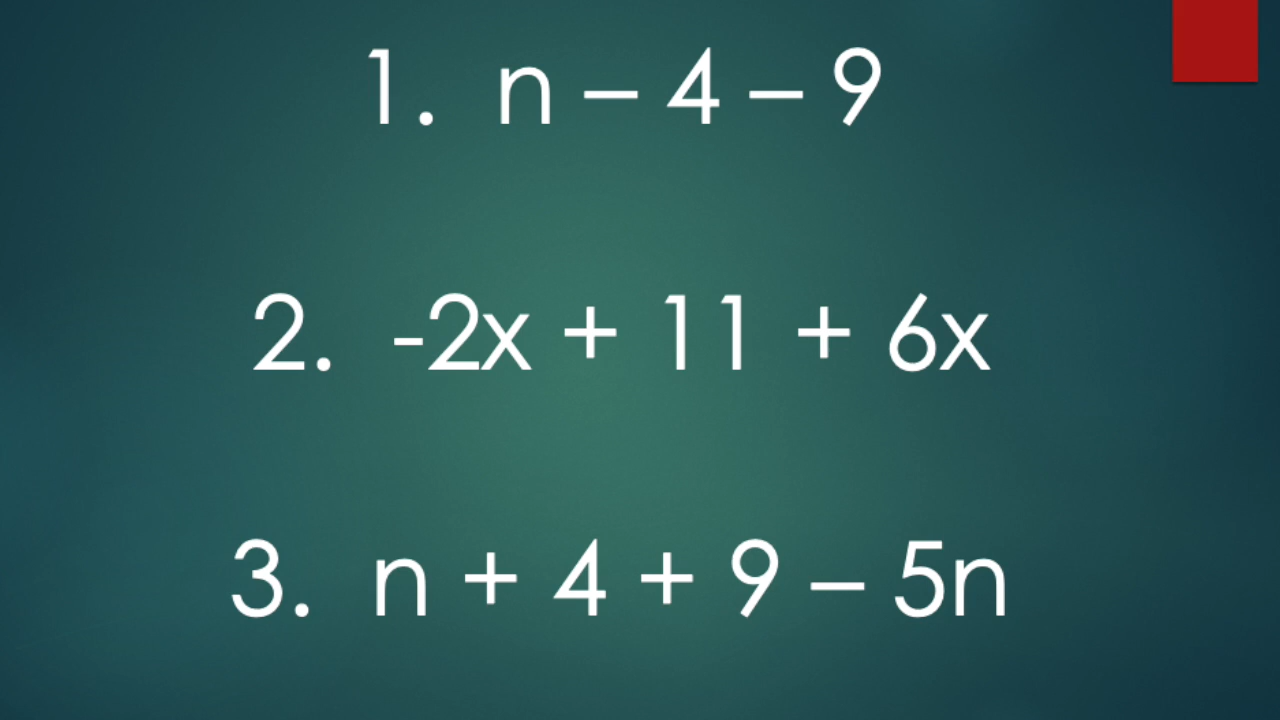 1. n – 4 – 9
2. -2x + 11 + 6x
3. n + 4 + 9 – 5n